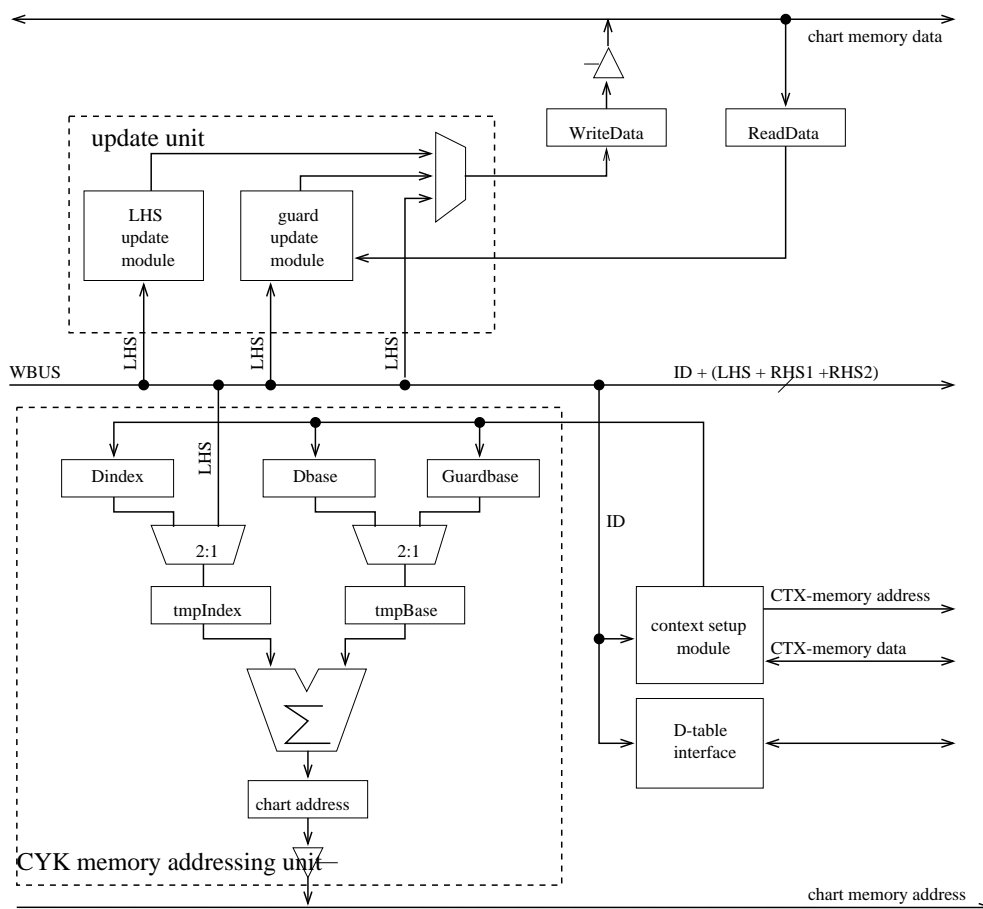 chart memory data
WriteData
ReadData
update unit
LHS
update
module
guard
update
module
LHS
LHS
LHS
WBUS
ID + (LHS + RHS1 +RHS2)
LHS
Dindex
Dbase
Guardbase
ID
2:1
2:1
tmpIndex
tmpBase
CTX-memory address
context setup
module
CTX-memory data
∑
D-table
interface
chart address
CYK memory addressing unit
chart memory address